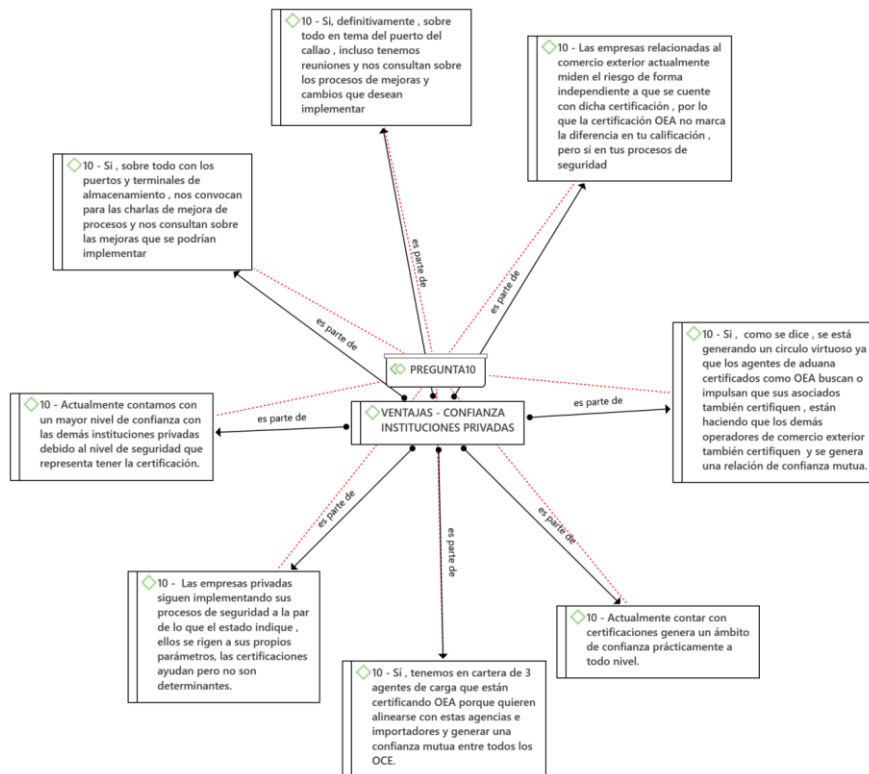 10 - Si, definitivamente , sobre
todo en tema del puerto del
callao , incluso tenemos
reuniones y nos consultan sobre
los procesos de mejoras y
cambios que desean
implementar
10 - Las empresas relacionadas al
comercio exterior actualmente
miden el riesgo de forma
independiente a que se cuente
con dicha certificación , por lo
que la certificación OEA no marca
la diferencia en tu calificación ,
pero si en tus procesos de
seguridad
10 - Si , sobre todo con los
puertos y terminales de
almacenamiento , nos convocan
para las charlas de mejora de
procesos y nos consultan sobre
las mejoras que se podrían
implementar
es parte de
es parte de
es parte de
PREGUNTA10
VENTAJAS - CONFIANZA
INSTITUCIONES PRIVADAS
10 - Si , como se dice , se está
generando un circulo virtuoso ya
que los agentes de aduana
certificados como OEA buscan o
impulsan que sus asociados
también certifiquen , están
haciendo que los demás
operadores de comercio exterior
también certifiquen y se genera
una relación de confianza mutua.
es parte de
10 - Actualmente contamos con
un mayor nivel de confianza con
las demás instituciones privadas
debido al nivel de seguridad que
representa tener la certificación.
es parte de
es parte de
es parte de
es parte de
10 - Las empresas privadas
siguen implementando sus
procesos de seguridad a la par
de lo que el estado indique ,
ellos se rigen a sus propios
parámetros, las certificaciones
ayudan pero no son
determinantes.
10 - Sí , tenemos en cartera de 3
agentes de carga que están
certificando OEA porque quieren
alinearse con estas agencias e
importadores y generar una
confianza mutua entre todos los
OCE.
10 - Actualmente contar con
certificaciones genera un ámbito
de confianza prácticamente a
todo nivel.